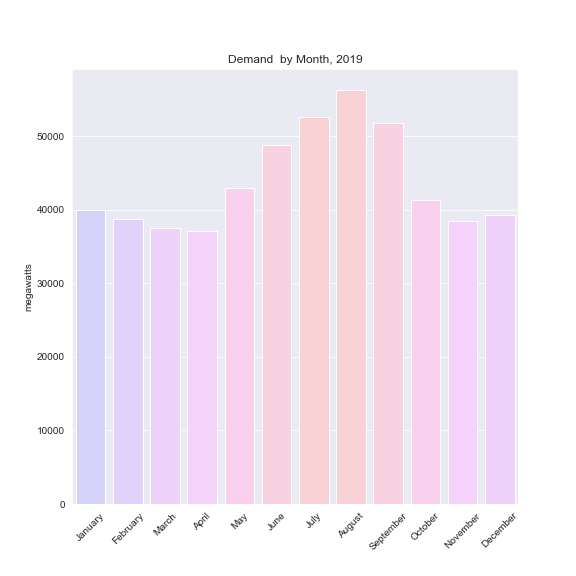 Demand  by Month, 2019
megawatts
50000
40000
30000
20000
10000
0
January
February
March
April
May
June
July
August
September
October
November
December